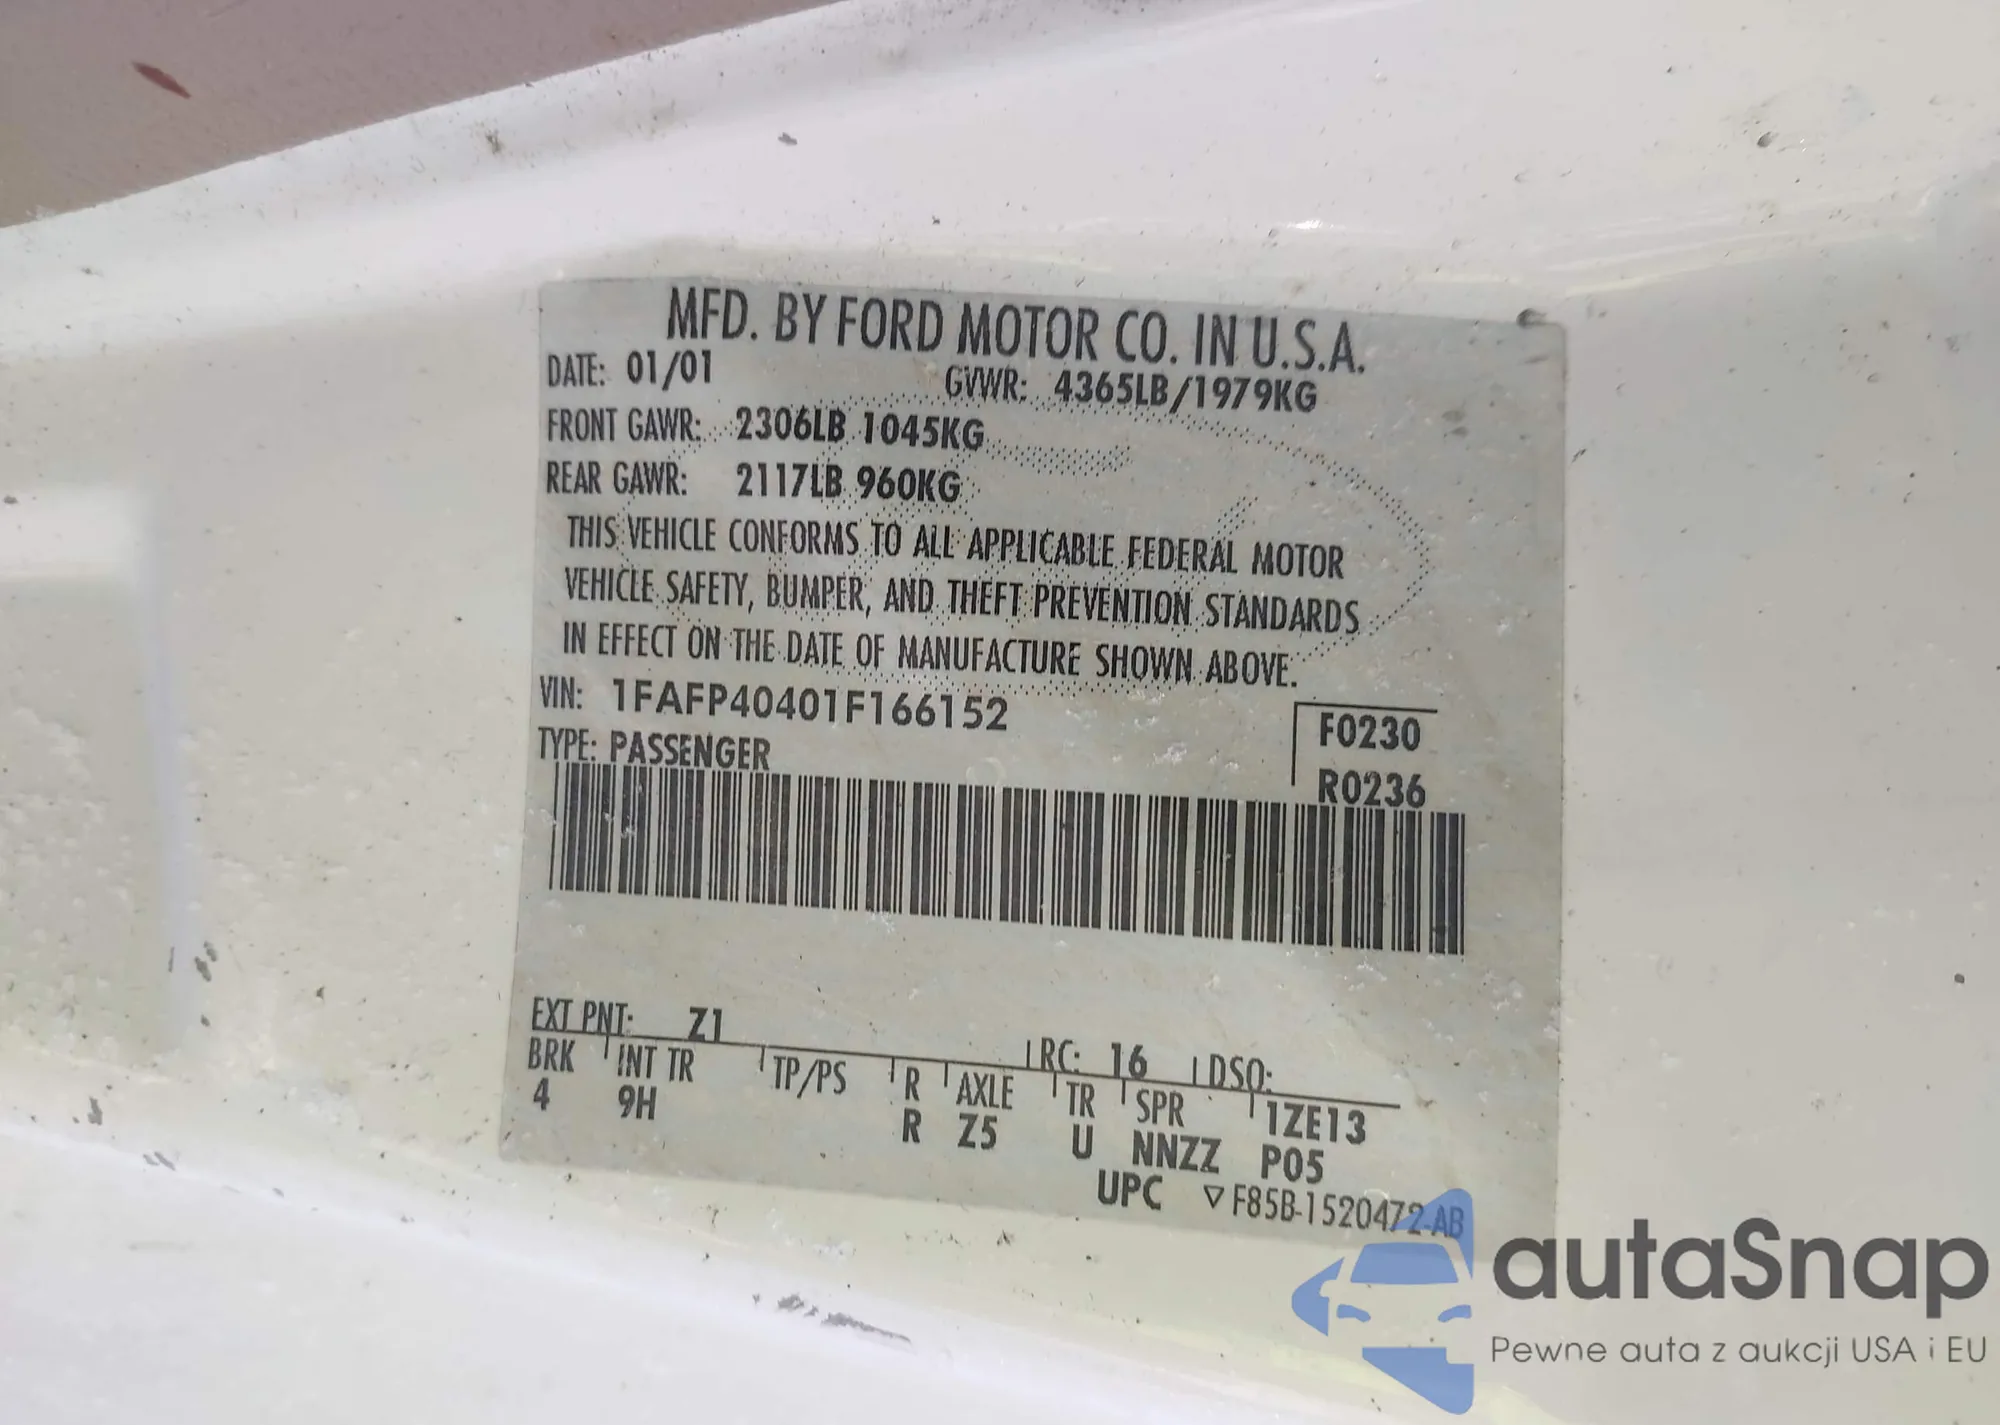 MFD. BY FORD MOTOR CO. IN U.S.A.
DATE: 01/01 GVWR: 4365LB/1979KG
FRONT GAWR: 2306LB 1045KG
REAR GAWR: 2117LB 960KG
THIS VEHICLE CONFORMS TO ALL APPLICABLE FEDERAL MOTOR
VEHICLE SAFETY, BUMPER, AND THEFT PREVENTION STANDARDS
IN EFFECT ON THE DATE OF MANUFACTURE SHOWN ABOVE.
VIN: 1FAFP40401F166152
F0230
TYPE: PASSENGER
R0236
EXT PNT: Z1 RC: 16 DSO:
BRK INT TR TP/PS R AXLE TR SPR 1ZE13
4 9H R Z5 U NNZZ P05
UPC ▽F85B-1520472-AB
autaSnap
Pewne auta z aukcji USA i EU